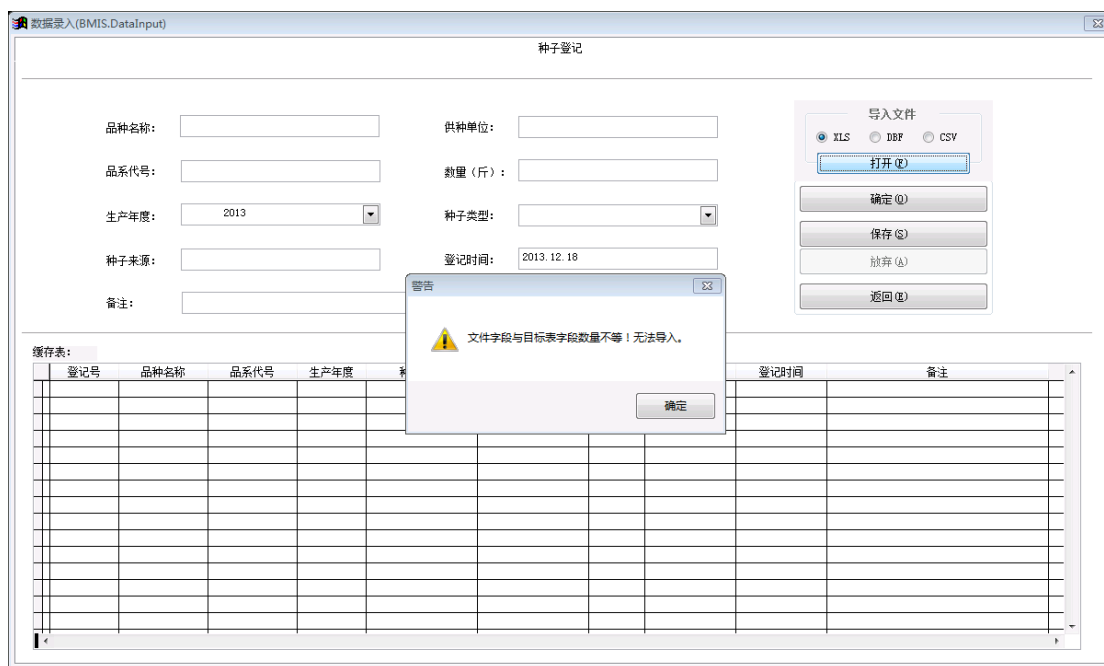 数据录入(BMIS.DataInput)
种子登记
品种名称：
供种单位：
导入文件
XLS DBF CSV
打开(F)
品系代号：
数量（斤）：
确定(O)
生产年度： 2013
种子类型：
保存(S)
种子来源：
登记时间： 2013.12.18
放弃(A)
备注：
返回(E)
警告
文件字段与目标表字段数量不等！无法导入。
确定
缓存表：
登记号 品种名称 品系代号 生产年度 登记时间 备注